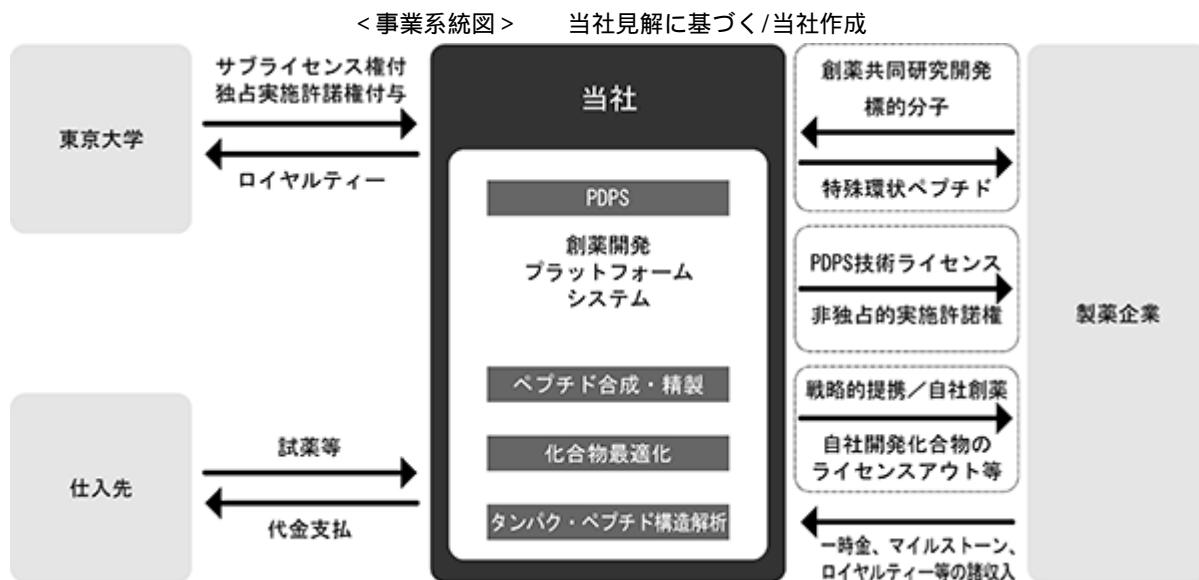 <事業系統図>　　当社見解に基づく/当社作成
東京大学
サブライセンス権付
独占実施許諾権付与
ロイヤルティー
仕入先
試薬等
代金支払
当社
PDPS
創薬開発
プラットフォーム
システム
ペプチド合成・精製
化合物最適化
タンパク・ペプチド構造解析
創薬共同研究開発
標的分子
特殊環状ペプチド
PDPS技術ライセンス
非独占的実施許諾権
戦略的提携／自社創薬
自社開発化合物の
ライセンスアウト等
一時金、マイルストーン、
ロイヤルティー等の諸収入
製薬企業